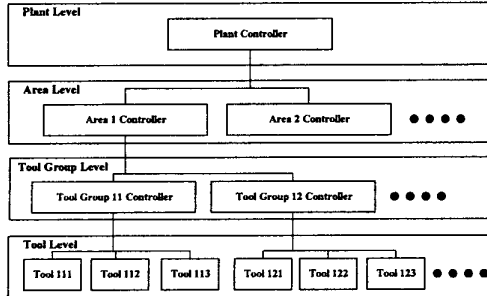 Plant Level
Plant Controller
Area Level
Area 1 Controller
Area 2 Controller
Tool Group Level
Tool Group 11 Controller
Tool Group 12 Controller
Tool Level
Tool 111
Tool 112
Tool 113
Tool 121
Tool 122
Tool 123